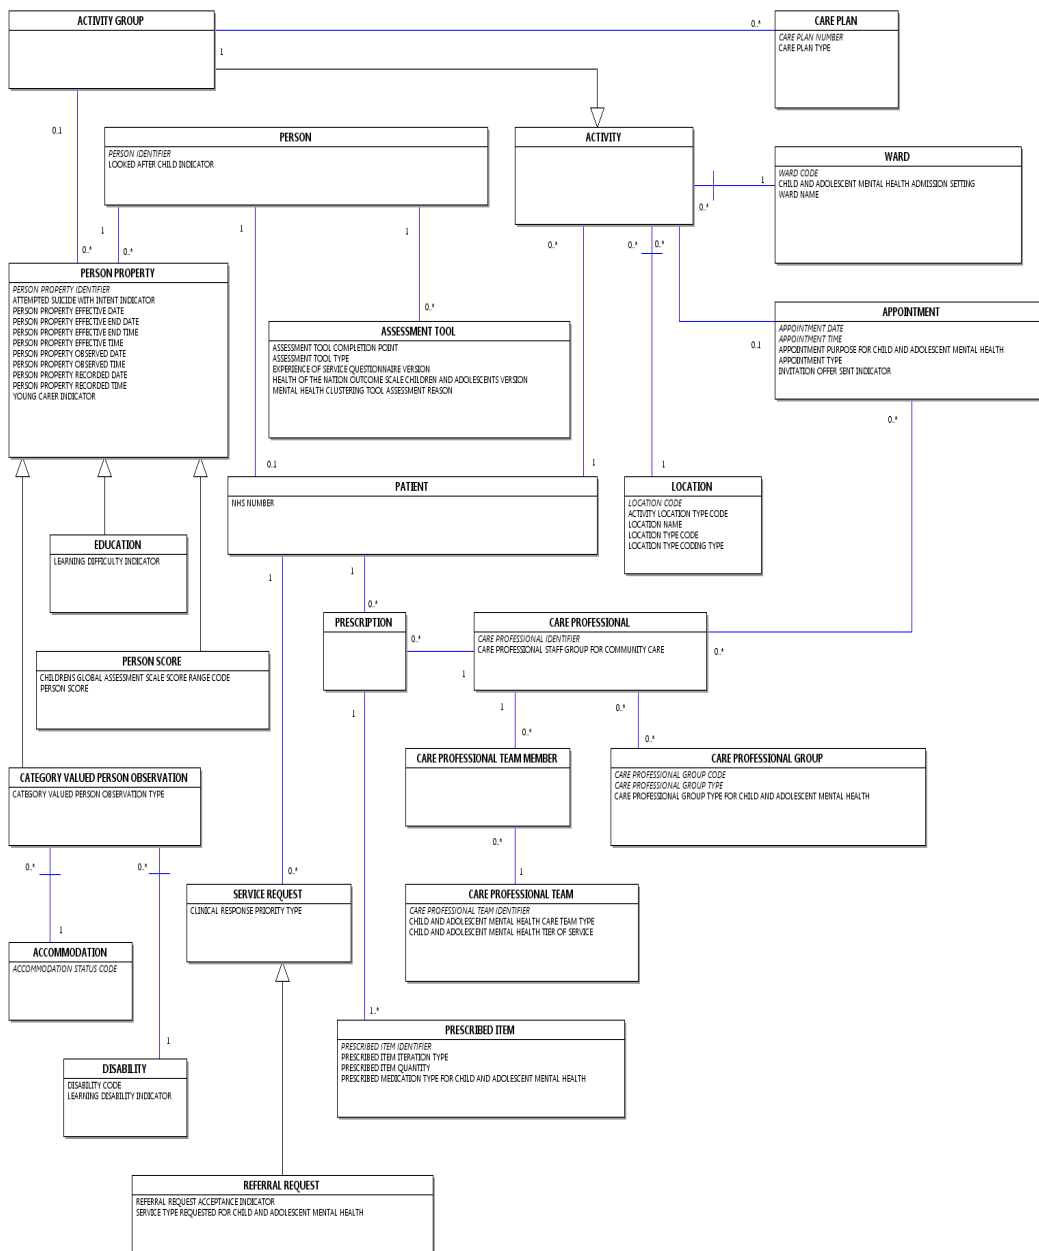 ACTIVITY GROUP
CARE PLAN
CARE PLAN NUMBER
CARE PLAN TYPE
0..*
1
0..1
PERSON
PERSON IDENTIFIER
LOOKED AFTER CHILD INDICATOR
ACTIVITY
WARD
WARD CODE
CHILD AND ADOLESCENT MENTAL HEALTH ADMISSION SETTING
WARD NAME
1
0..*
1
0..*
0..*
1
1
0..*
0..*
0..*
PERSON PROPERTY
PERSON PROPERTY IDENTIFIER
ATTEMPTED SUICIDE WITH INTENT INDICATOR
PERSON PROPERTY EFFECTIVE DATE
PERSON PROPERTY EFFECTIVE END DATE
PERSON PROPERTY EFFECTIVE END TIME
PERSON PROPERTY EFFECTIVE TIME
PERSON PROPERTY OBSERVED DATE
PERSON PROPERTY OBSERVED TIME
PERSON PROPERTY RECORDED DATE
PERSON PROPERTY RECORDED TIME
YOUNG CARER INDICATOR
0..*
ASSESSMENT TOOL
ASSESSMENT TOOL COMPLETION POINT
ASSESSMENT TOOL TYPE
EXPERIENCE OF SERVICE QUESTIONNAIRE VERSION
HEALTH OF THE NATION OUTCOME SCALE CHILDREN AND ADOLESCENTS VERSION
MENTAL HEALTH CLUSTERING TOOL ASSESSMENT REASON
APPOINTMENT
APPOINTMENT DATE
APPOINTMENT TIME
APPOINTMENT PURPOSE FOR CHILD AND ADOLESCENT MENTAL HEALTH
APPOINTMENT TYPE
INVITATION OFFER SENT INDICATOR
0..1
0..*
0..1
1
1
PATIENT
NHS NUMBER
LOCATION
LOCATION CODE
ACTIVITY LOCATION TYPE CODE
LOCATION NAME
LOCATION TYPE CODE
LOCATION TYPE CODING TYPE
EDUCATION
LEARNING DIFFICULTY INDICATOR
1
1
0..*
PRESCRIPTION
CARE PROFESSIONAL
CARE PROFESSIONAL IDENTIFIER
CARE PROFESSIONAL STAFF GROUP FOR COMMUNITY CARE
0..*
1
0..*
PERSON SCORE
CHILDRENS GLOBAL ASSESSMENT SCALE SCORE RANGE CODE
PERSON SCORE
1
1
0..*
0..*
0..*
CARE PROFESSIONAL TEAM MEMBER
CARE PROFESSIONAL GROUP
CARE PROFESSIONAL GROUP CODE
CARE PROFESSIONAL GROUP TYPE
CARE PROFESSIONAL GROUP TYPE FOR CHILD AND ADOLESCENT MENTAL HEALTH
CATEGORY VALUED PERSON OBSERVATION
CATEGORY VALUED PERSON OBSERVATION TYPE
0..*
0..*
0..*
0..*
1
SERVICE REQUEST
CLINICAL RESPONSE PRIORITY TYPE
CARE PROFESSIONAL TEAM
CARE PROFESSIONAL TEAM IDENTIFIER
CHILD AND ADOLESCENT MENTAL HEALTH CARE TEAM TYPE
CHILD AND ADOLESCENT MENTAL HEALTH TIER OF SERVICE
1
ACCOMMODATION
ACCOMMODATION STATUS CODE
1..*
PRESCRIBED ITEM
PRESCRIBED ITEM IDENTIFIER
PRESCRIBED ITEM ITERATION TYPE
PRESCRIBED ITEM QUANTITY
PRESCRIBED MEDICATION TYPE FOR CHILD AND ADOLESCENT MENTAL HEALTH
1
DISABILITY
DISABILITY CODE
LEARNING DISABILITY INDICATOR
REFERRAL REQUEST
REFERRAL REQUEST ACCEPTANCE INDICATOR
SERVICE TYPE REQUESTED FOR CHILD AND ADOLESCENT MENTAL HEALTH